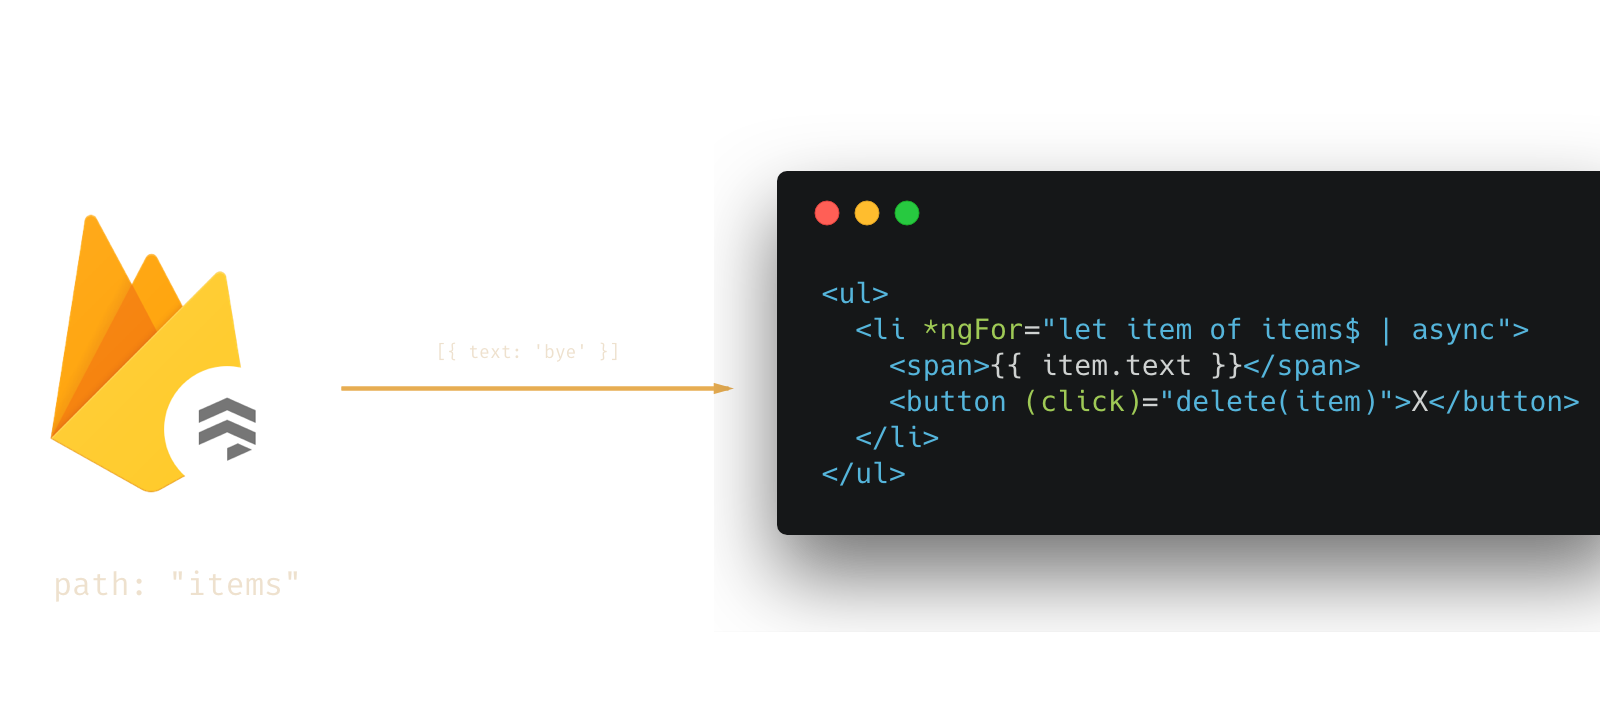 [{ text: 'bye' }]
path: "items"
<ul>
  <li *ngFor="let item of items$ | async">
    <span>{{ item.text }}</span>
    <button (click)="delete(item)">X</button>
  </li>
</ul>